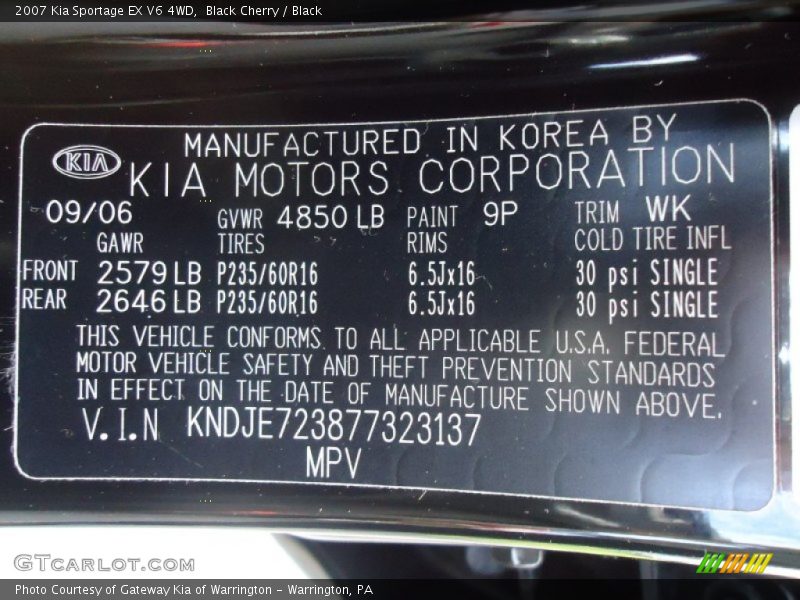 2007 Kia Sportage EX V6 4WD, Black Cherry / Black
MANUFACTURED IN KOREA BY
KIA KIA MOTORS CORPORATION
09/06 GVWR 4850 LB PAINT 9P TRIM WK
GAWR TIRES RIMS COLD TIRE INFL
FRONT 2579 LB P235/60R16 6.5Jx16 30 psi SINGLE
REAR 2646 LB P235/60R16 6.5Jx16 30 psi SINGLE
THIS VEHICLE CONFORMS TO ALL APPLICABLE U.S.A. FEDERAL
MOTOR VEHICLE SAFETY AND THEFT PREVENTION STANDARDS
IN EFFECT ON THE DATE OF MANUFACTURE SHOWN ABOVE.
V.I.N KNDJE723877323137
MPV
GTCARLOT.COM
Photo Courtesy of Gateway Kia of Warrington - Warrington, PA